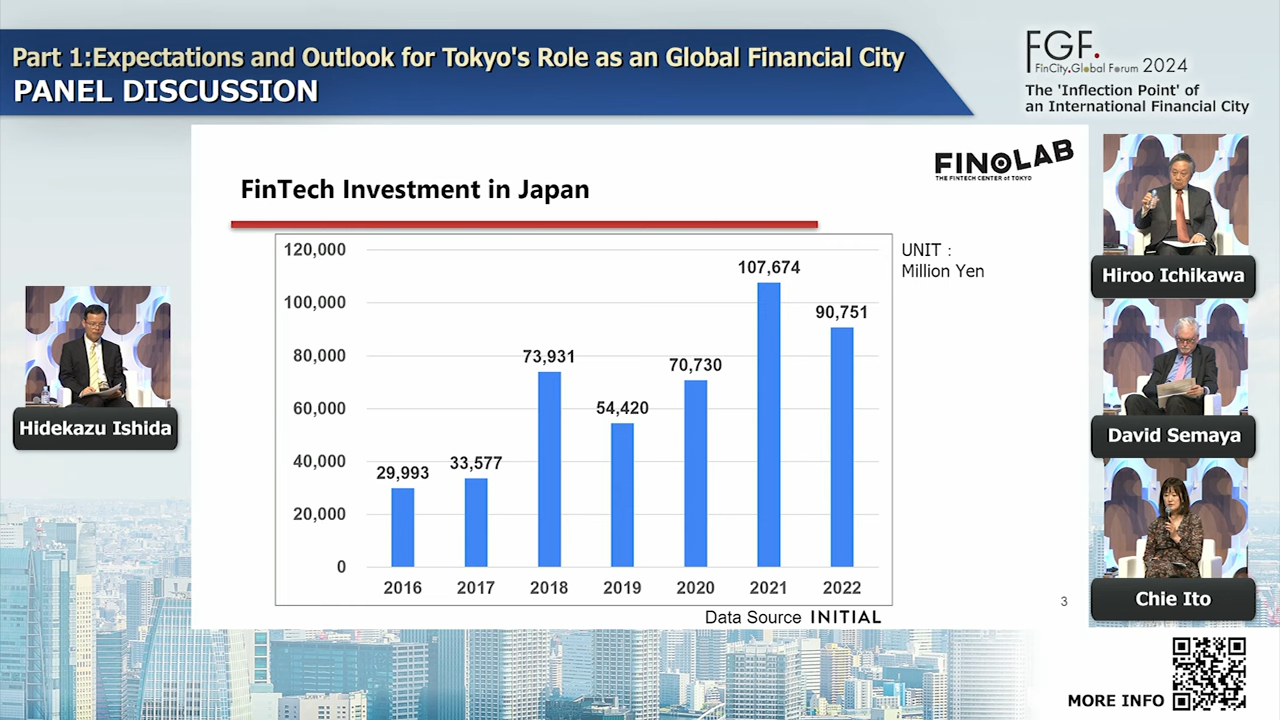 Part 1:Expectations and Outlook for Tokyo's Role as an Global Financial City
PANEL DISCUSSION
FGF.
FinCity.Global Forum 2024
The 'Inflection Point' of
an International Financial City
FINOLAB
THE FINTECH CENTER of TOKYO
FinTech Investment in Japan
UNIT :
Million Yen
120,000
100,000
80,000
60,000
40,000
20,000
0
29,993
33,577
73,931
54,420
70,730
107,674
90,751
2016 2017 2018 2019 2020 2021 2022
Data Source INITIAL
3
Hidekazu Ishida
Hiroo Ichikawa
David Semaya
Chie Ito
MORE INFO